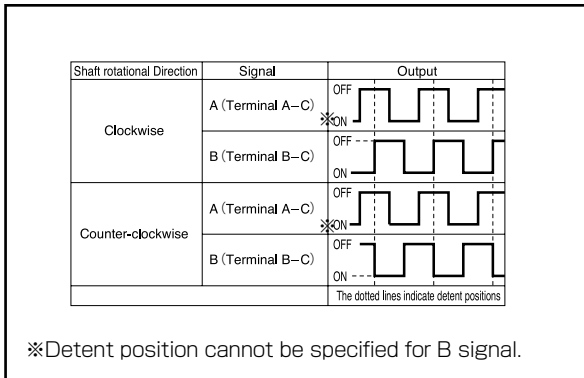 Shaft rotational Direction Signal Output
Clockwise
A (Terminal A–C)
OFF
※ON
B (Terminal B–C)
OFF
ON
Counter-clockwise
A (Terminal A–C)
OFF
※ON
B (Terminal B–C)
OFF
ON
The dotted lines indicate detent positions
※Detent position cannot be specified for B signal.